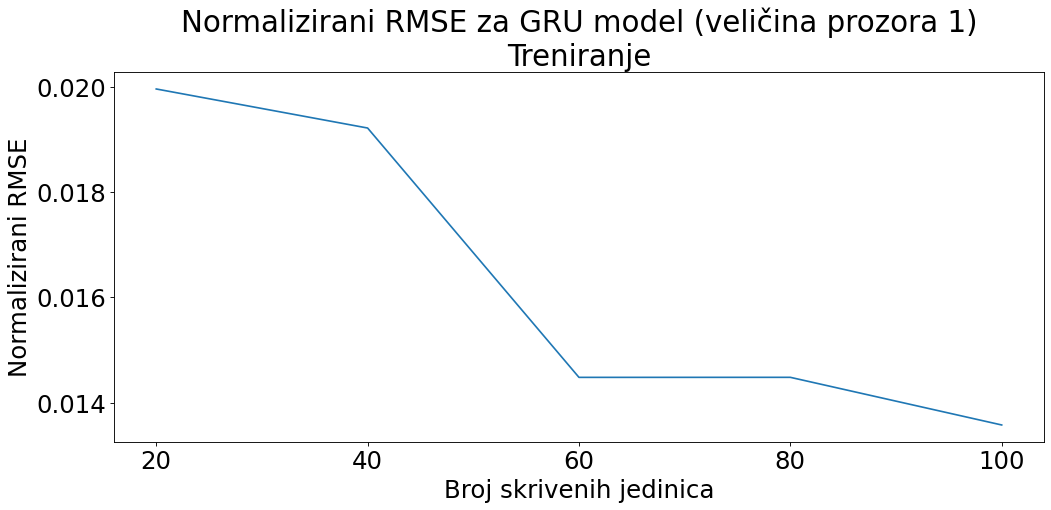 Normalizirani RMSE za GRU model (veličina prozora 1)
Treniranje
Normalizirani RMSE
0.020
0.018
0.016
0.014
20 40 60 80 100
Broj skrivenih jedinica